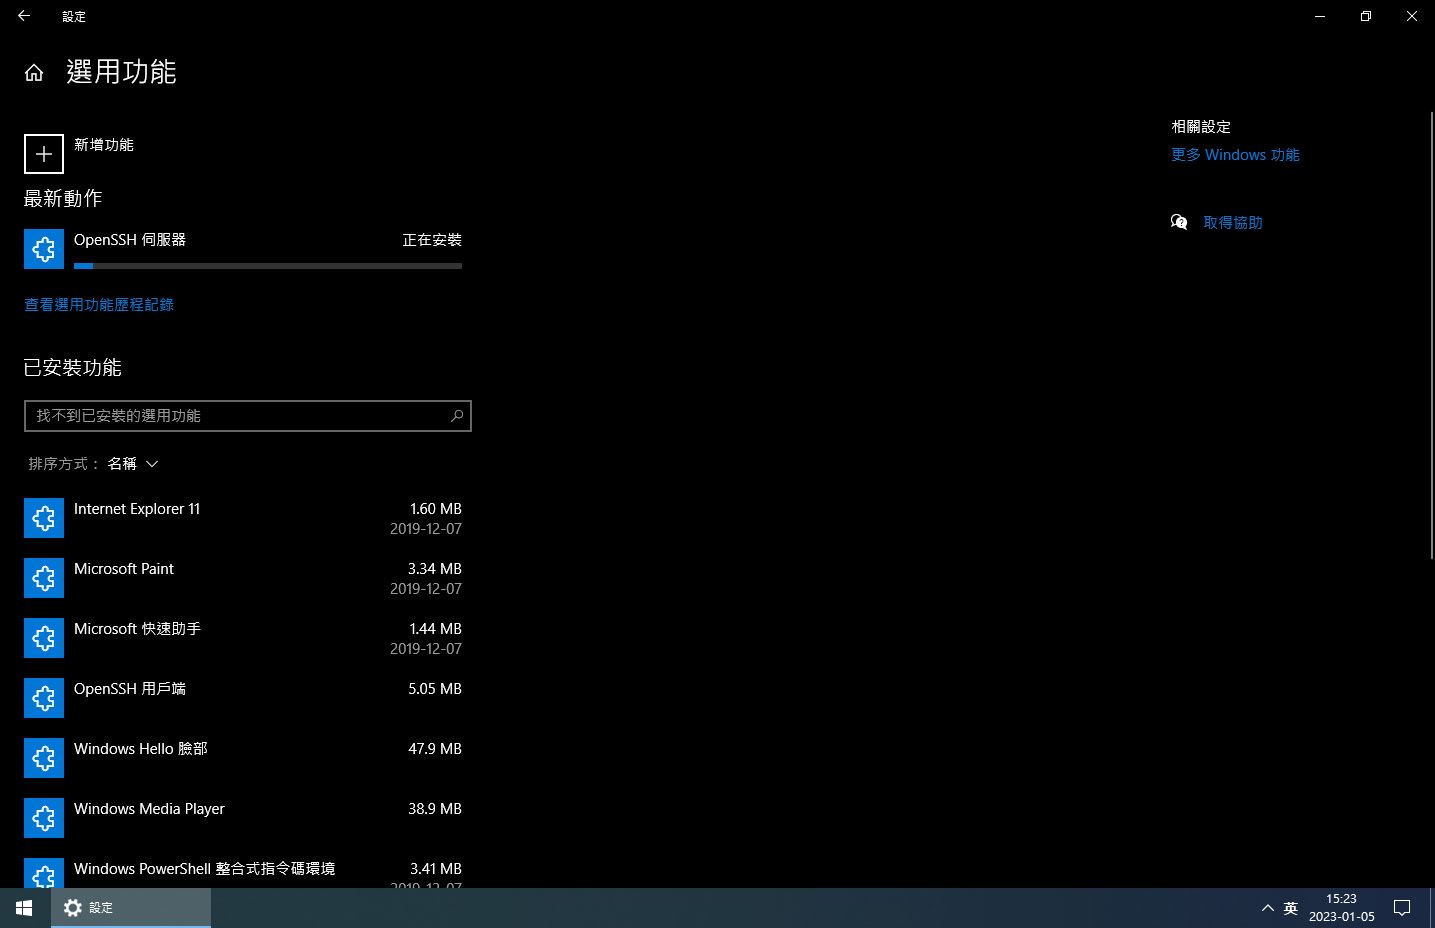 設定
選用功能
新增功能
最新動作
OpenSSH 伺服器
正在安裝
查看選用功能歷程記錄
已安裝功能
找不到已安裝的選用功能
排序方式： 名稱
Internet Explorer 11
1.60 MB
2019-12-07
Microsoft Paint
3.34 MB
2019-12-07
Microsoft 快速助手
1.44 MB
2019-12-07
OpenSSH 用戶端
5.05 MB
Windows Hello 臉部
47.9 MB
Windows Media Player
38.9 MB
Windows PowerShell 整合式指令碼環境
3.41 MB
2019-12-07
相關設定
更多 Windows 功能
取得協助
設定
英
15:23
2023-01-05